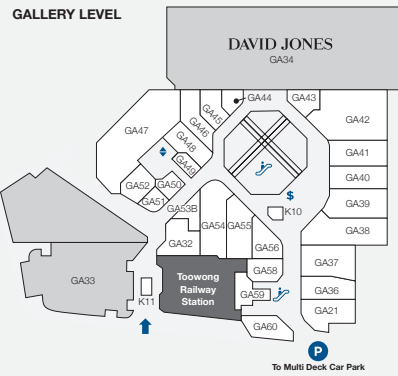 GALLERY LEVEL
DAVID JONES
GA34
GA44
GA43
GA45
GA42
GA46
GA47
GA48
GA41
GA49
GA40
GA52
GA50
$
GA51
GA39
GA53B
K10
GA54
GA55
GA38
GA32
GA56
GA37
GA58
GA33
Toowong
Railway
Station
GA36
GA59
K11
GA21
GA60
P
To Multi Deck Car Park